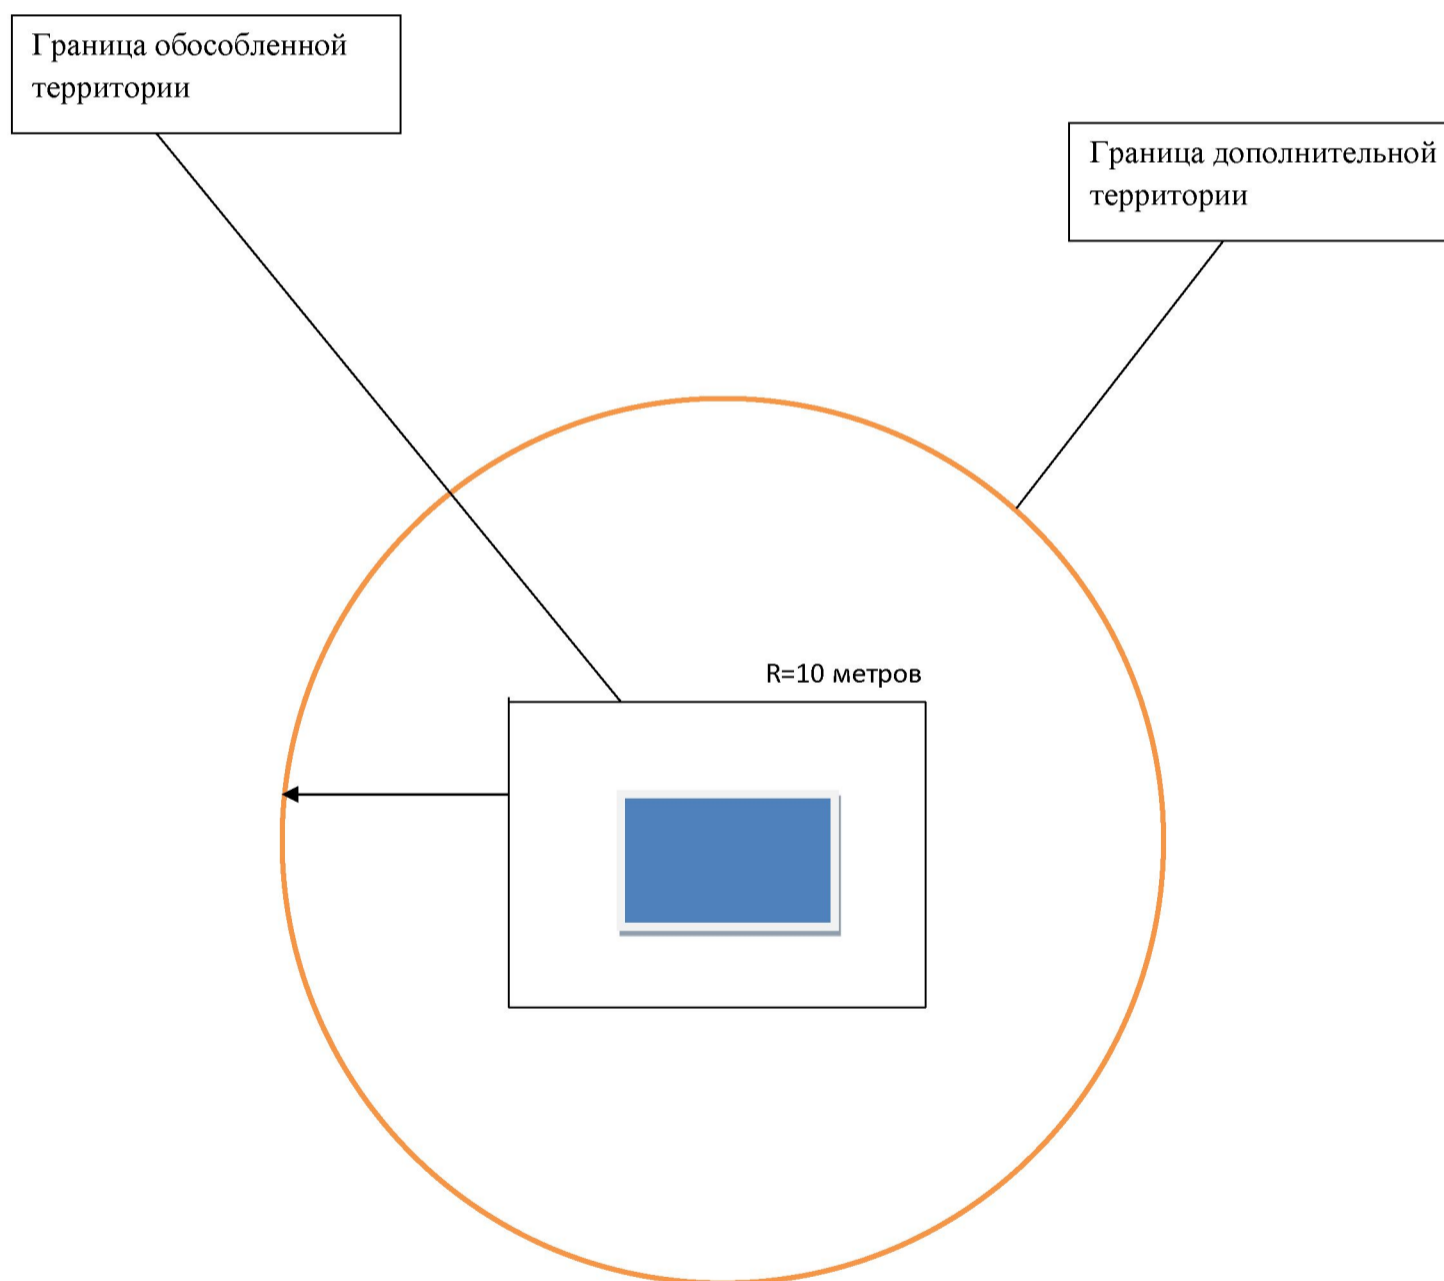 Граница обособленной
территории
Граница дополнительной
территории
R=10 метров